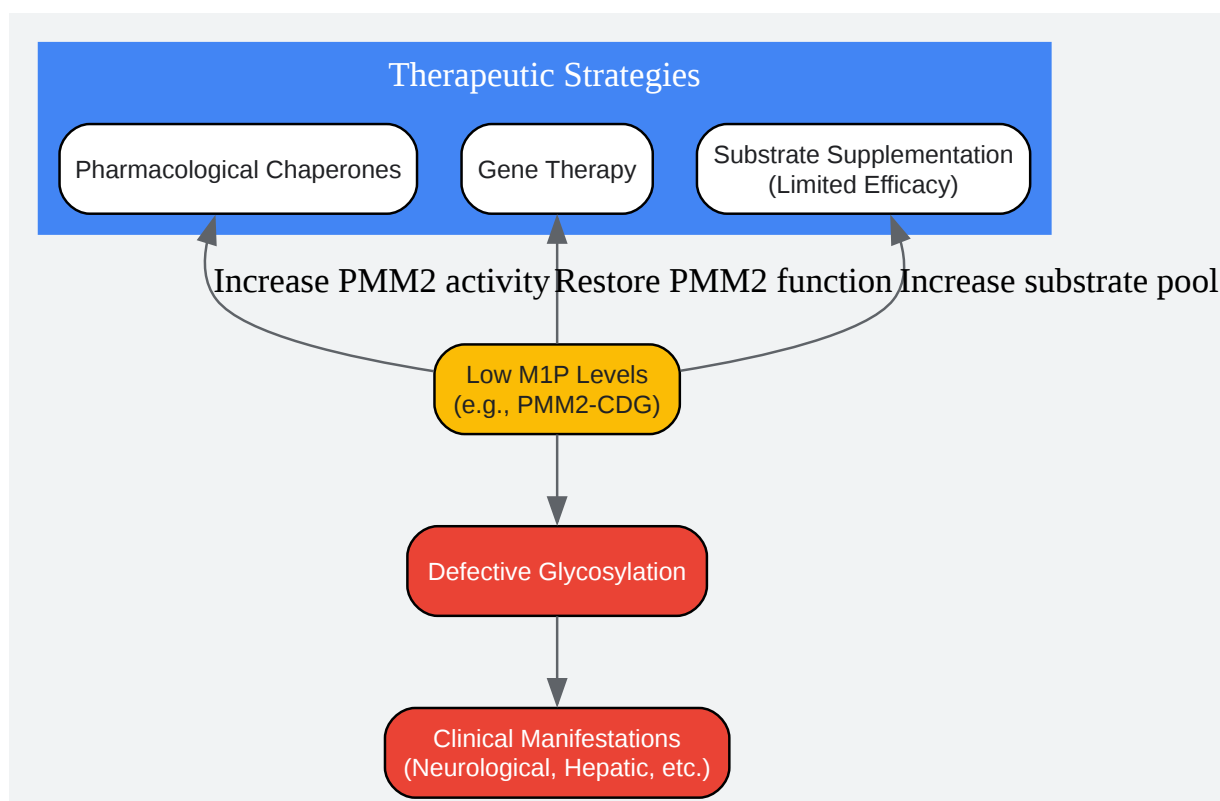 Therapeutic Strategies
Pharmacological Chaperones
Gene Therapy
Substrate Supplementation
(Limited Efficacy)
Increase PMM2 activity
Restore PMM2 function
Increase substrate pool
Low M1P Levels
(e.g., PMM2-CDG)
Defective Glycosylation
Clinical Manifestations
(Neurological, Hepatic, etc.)